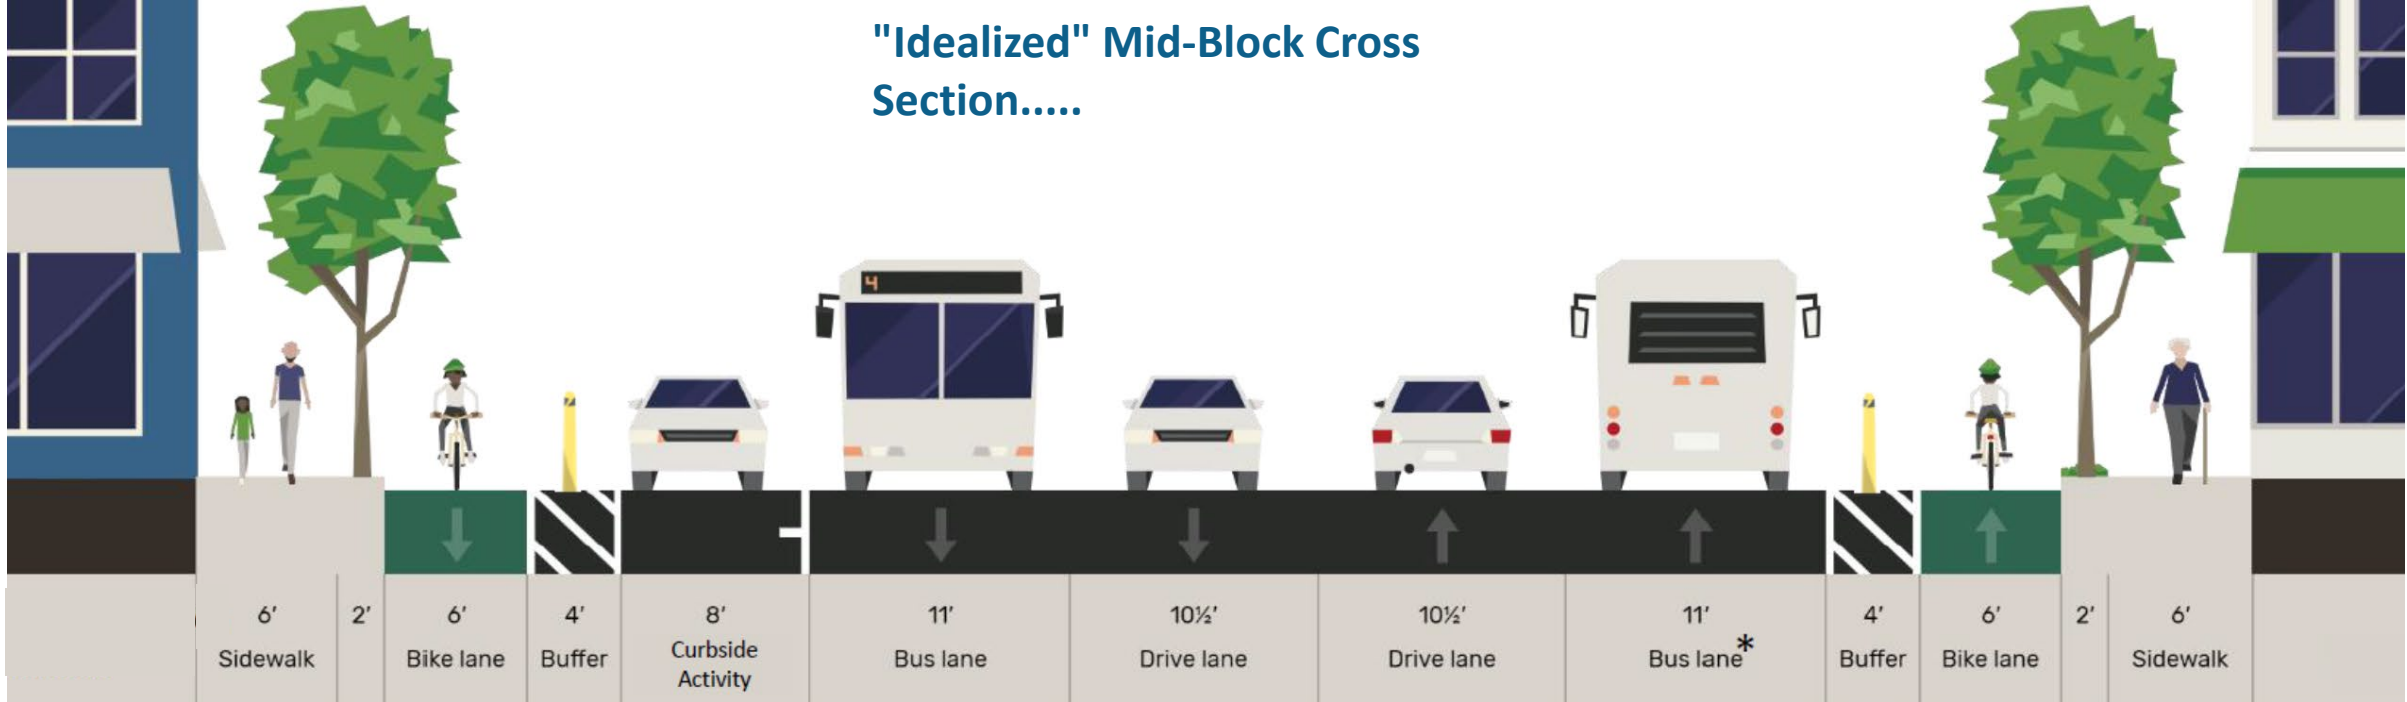 "Idealized" Mid-Block Cross
Section.....
4
6′ 2′ 6′ 4′ 8′ 11′ 10½′ 10½′ 11′ 4′ 6′ 2′ 6′
Sidewalk Bike lane Buffer Curbside Bus lane Drive lane Drive lane Bus lane* Buffer Bike lane Sidewalk
Activity